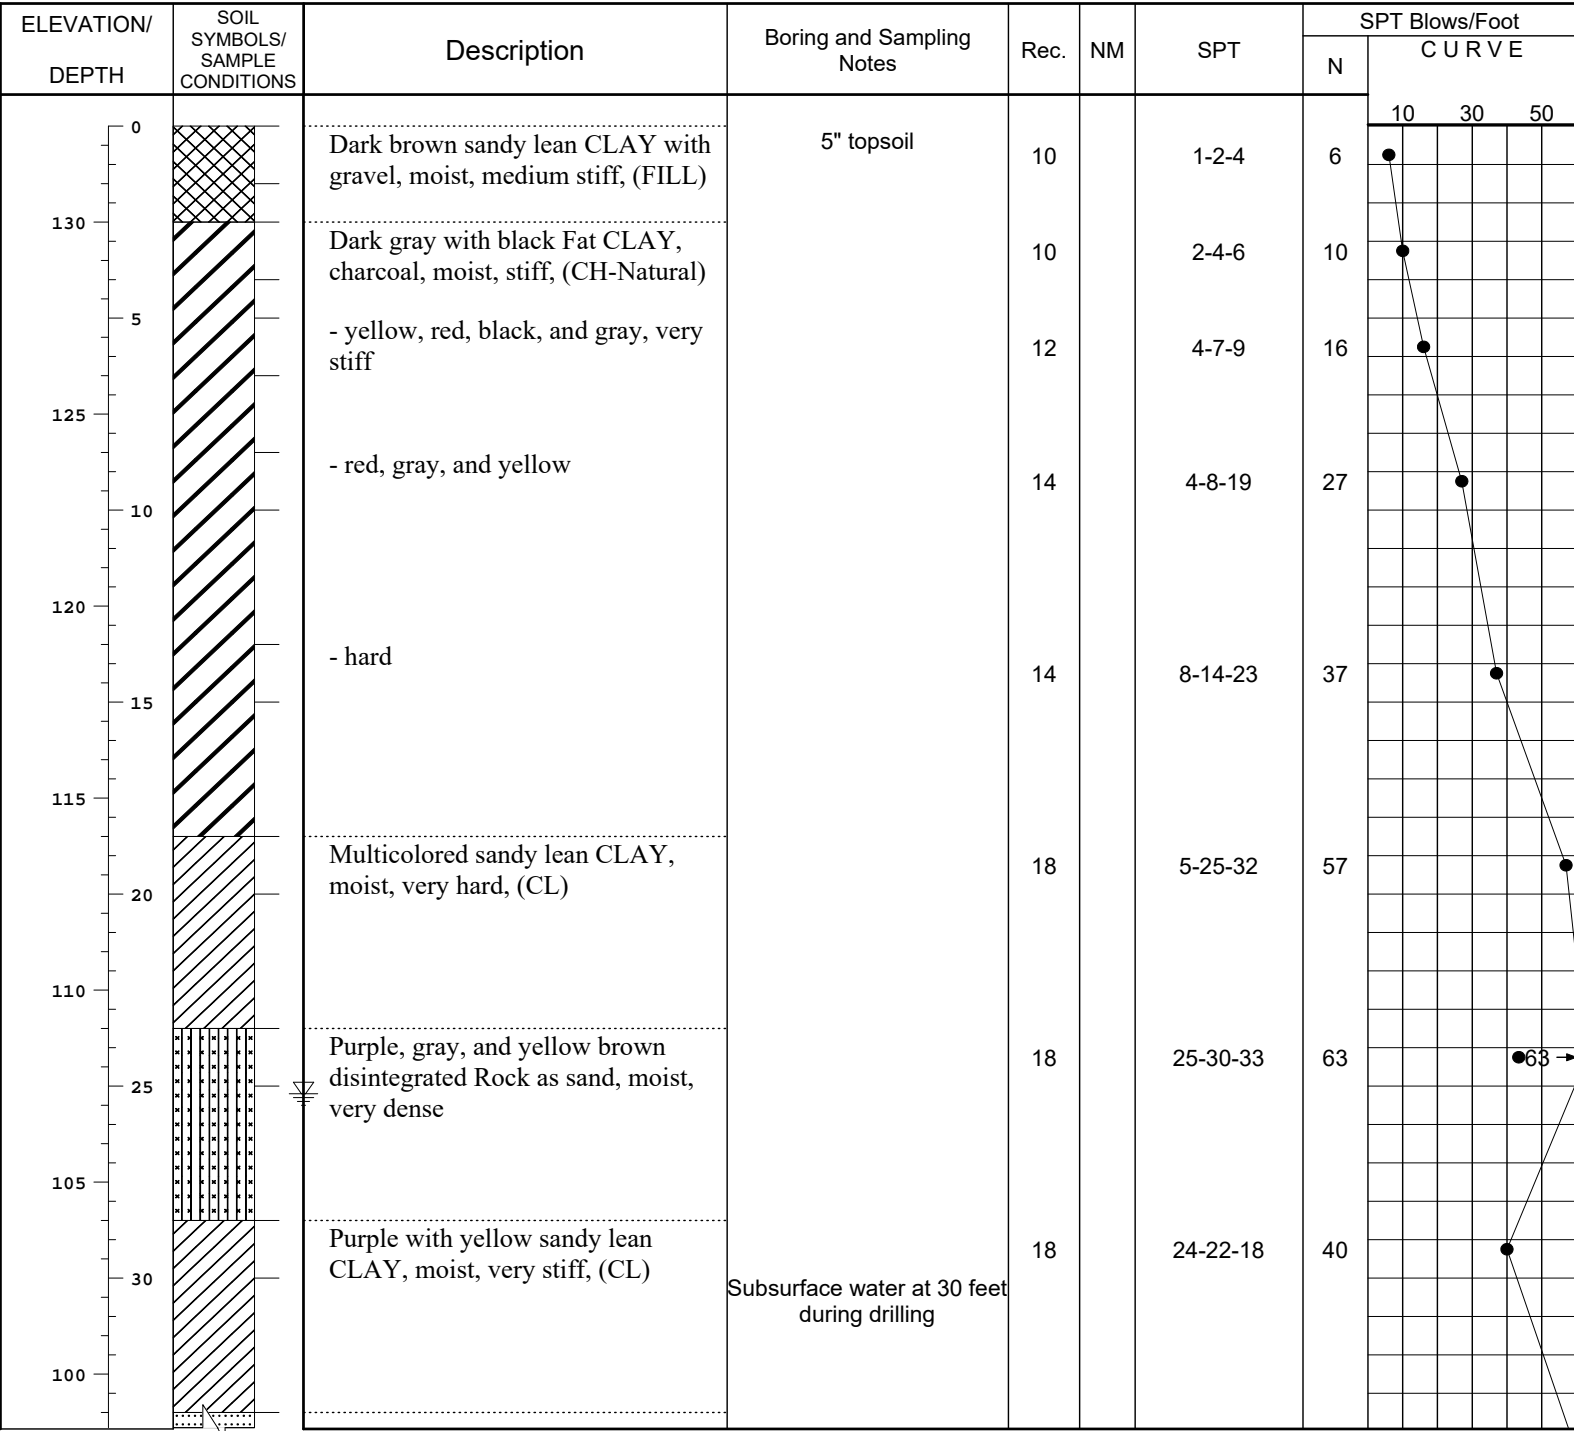 ELEVATION/
DEPTH
SOIL
SYMBOLS/
SAMPLE
CONDITIONS
Description
Boring and Sampling
Notes
Rec.
NM
SPT
SPT Blows/Foot
N
C U R V E
10 30 50
0
Dark brown sandy lean CLAY with
gravel, moist, medium stiff, (FILL)
5" topsoil
10
1-2-4
6
130
Dark gray with black Fat CLAY,
charcoal, moist, stiff, (CH-Natural)
10
2-4-6
10
5
- yellow, red, black, and gray, very
stiff
12
4-7-9
16
125
- red, gray, and yellow
14
4-8-19
27
10
120
- hard
14
8-14-23
37
15
115
Multicolored sandy lean CLAY,
moist, very hard, (CL)
18
5-25-32
57
20
110
Purple, gray, and yellow brown
disintegrated Rock as sand, moist,
very dense
18
25-30-33
63
63
25
105
Purple with yellow sandy lean
CLAY, moist, very stiff, (CL)
18
24-22-18
40
30
Subsurface water at 30 feet
during drilling
100